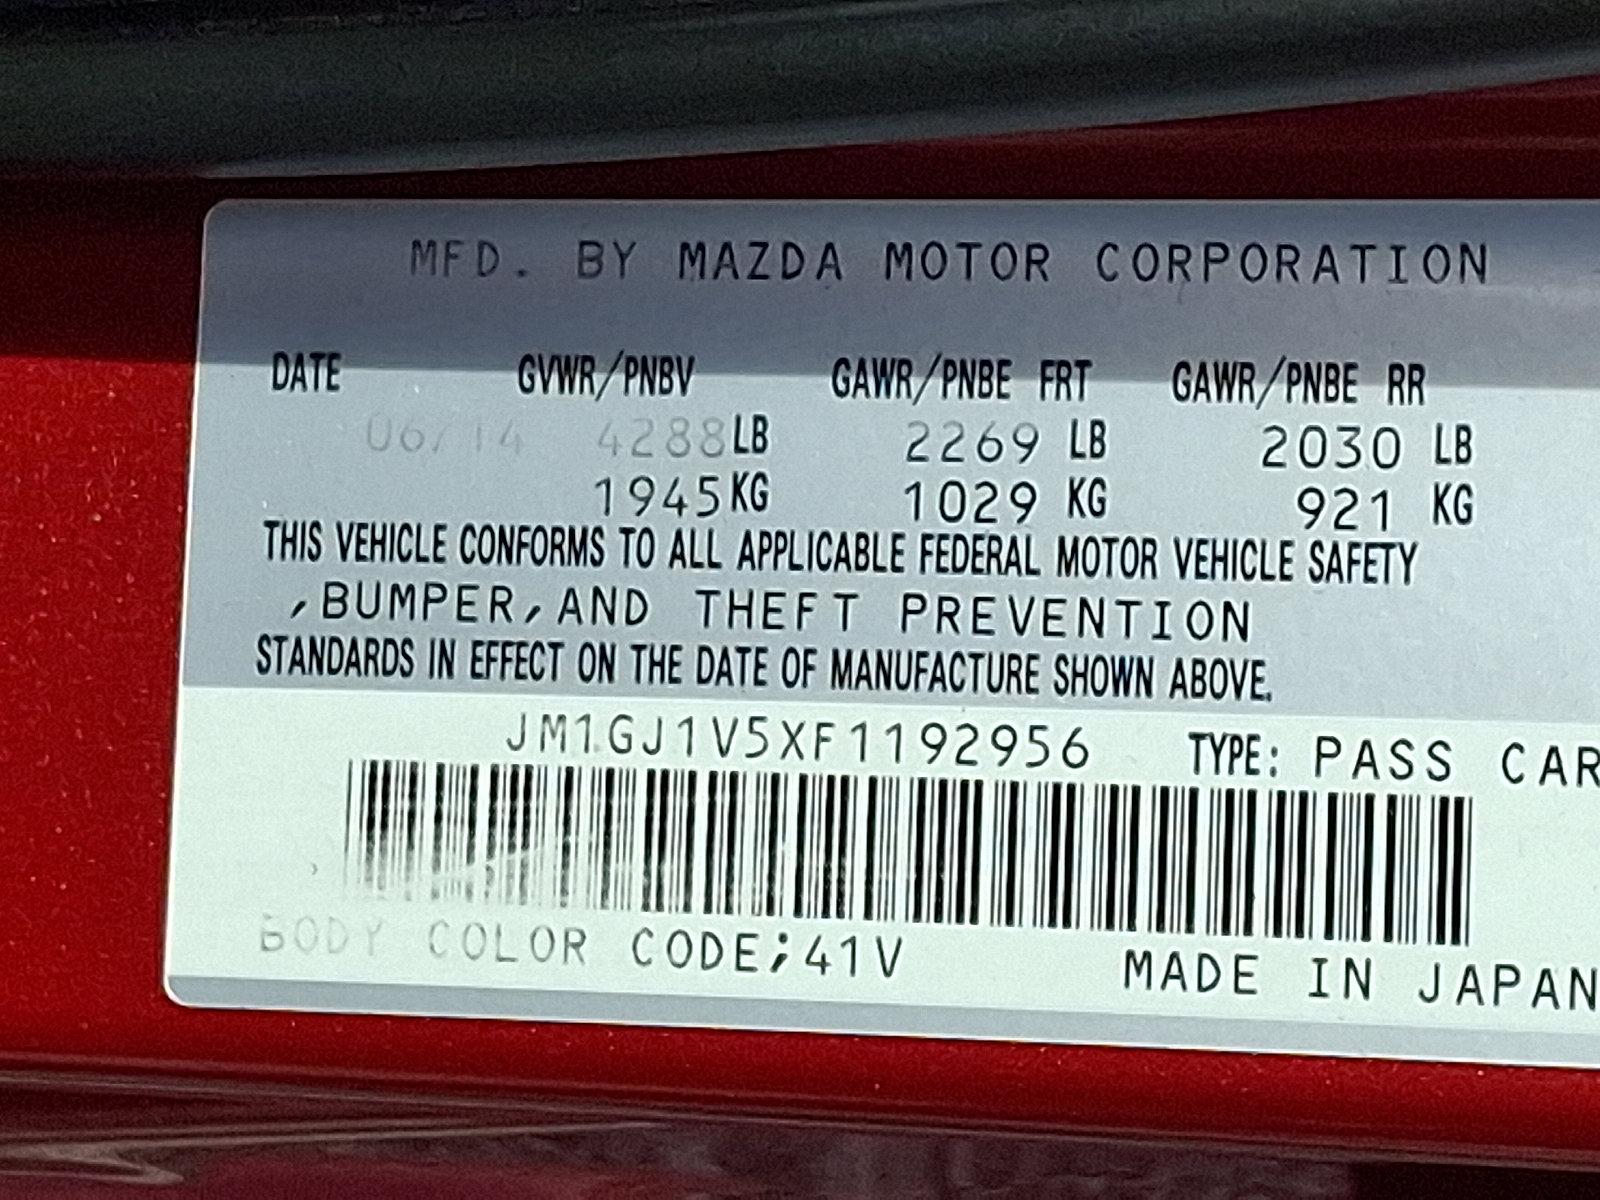 MFD. BY MAZDA MOTOR CORPORATION
DATE GVWR/PNBV GAWR/PNBE FRT GAWR/PNBE RR
06/14 4288LB 2269 LB 2030 LB
1945KG 1029 KG 921 KG
THIS VEHICLE CONFORMS TO ALL APPLICABLE FEDERAL MOTOR VEHICLE SAFETY
,BUMPER,AND THEFT PREVENTION
STANDARDS IN EFFECT ON THE DATE OF MANUFACTURE SHOWN ABOVE.
JM1GJ1V5XF1192956 TYPE: PASS CAR
BODY COLOR CODE;41V MADE IN JAPAN